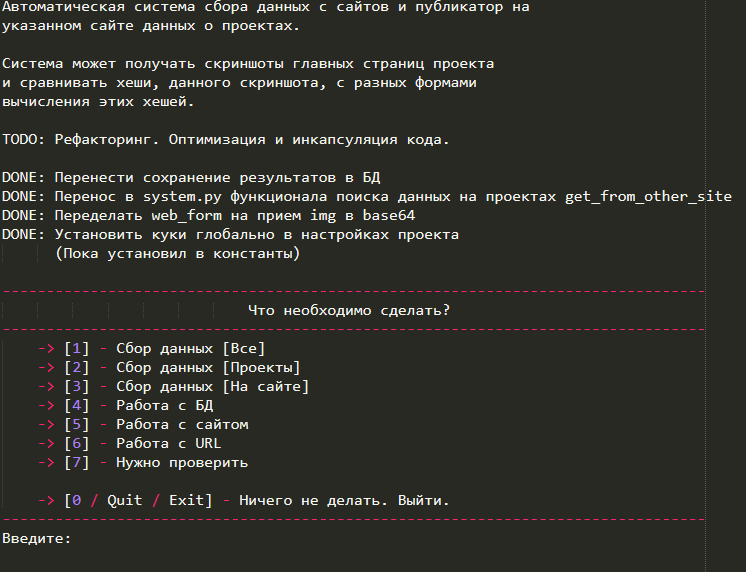 Автоматическая система сбора данных с сайтов и публикатор на
указанном сайте данных о проектах.
Система может получать скриншоты главных страниц проекта
и сравнивать хеши, данного скриншота, с разных формами
вычисления этих хешей.
TODO: Рефакторинг. Оптимизация и инкапсуляция кода.
DONE: Перенести сохранение результатов в БД
DONE: Перенос в system.py функционала поиска данных на проектах get_from_other_site
DONE: Переделать web_form на прием img в base64
DONE: Установить куки глобально в настройках проекта
(Пока установил в константы)
--------------------------------------------------------------------------------
Что необходимо сделать?
--------------------------------------------------------------------------------
-> [1] - Сбор данных [Все]
-> [2] - Сбор данных [Проекты]
-> [3] - Сбор данных [На сайте]
-> [4] - Работа с БД
-> [5] - Работа с сайтом
-> [6] - Работа с URL
-> [7] - Нужно проверить
-> [0 / Quit / Exit] - Ничего не делать. Выйти.
--------------------------------------------------------------------------------
Введите: